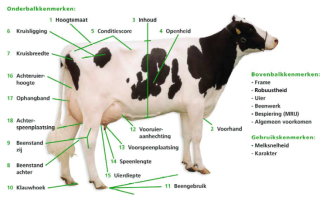 Onderbalkkenmerken:
1 Hoogtemaat
3 Inhoud
6 Kruisligging
5 Conditiescore
4 Openheid
7 Kruisbreedte
16 Achteruier-
hoogte
17 Ophangband
18 Achter-
speenplaatsing
9 Beenstand
rij
8 Beenstand
achter
10 Klauwhoek
12 Vooruier-
aanhechting
13 Voorspeenplaatsing
14 Speenlengte
15 Uierdiepte
11 Beengebruik
2 Voorhand
Bovenbalkkenmerken:
- Frame
- Robuustheid
- Uier
- Beenwerk
- Bespiering (MRIJ)
- Algemeen voorkomen
Gebruikskenmerken:
- Melksnelheid
- Karakter